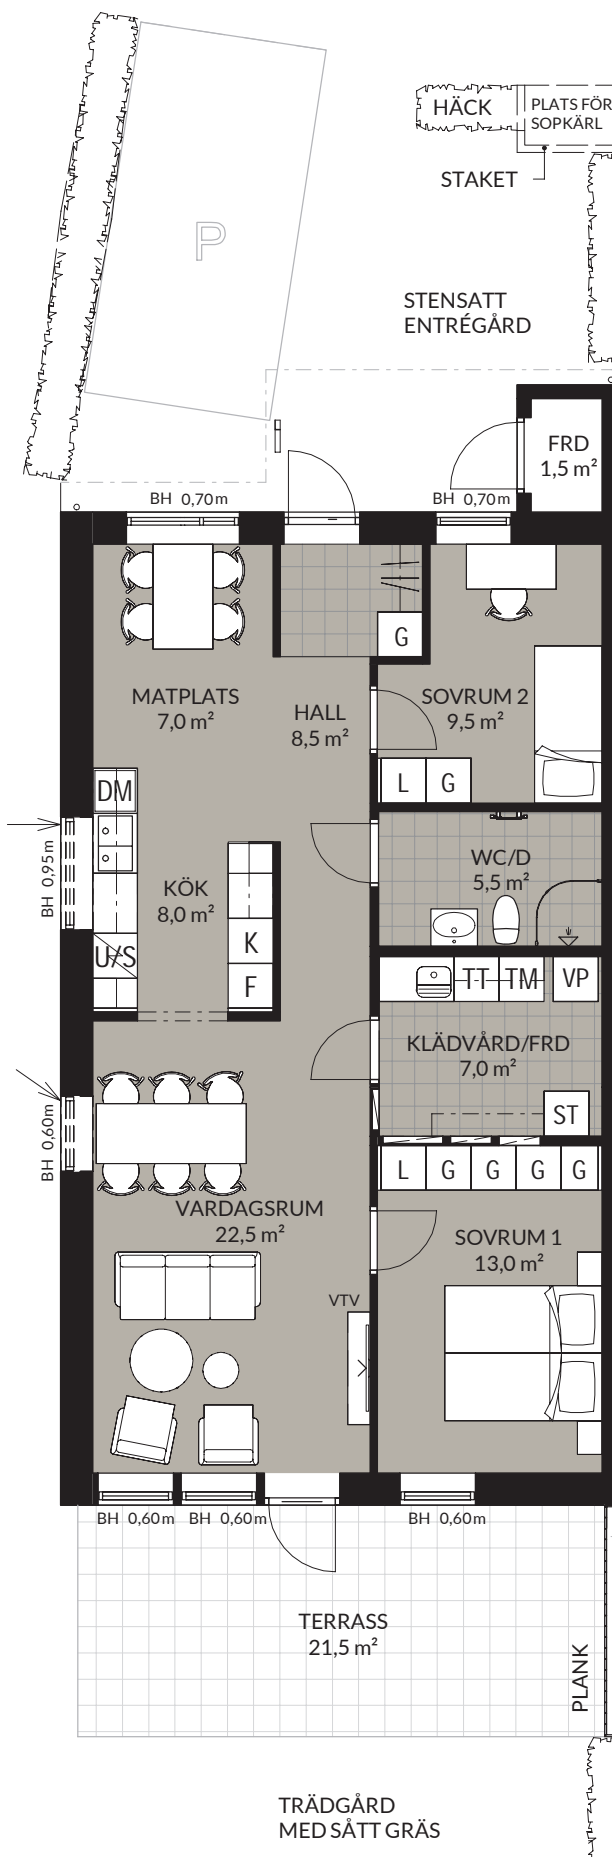 HÄCK
PLATS FÖR
SOPKÄRL
STAKET
P
STENSATT
ENTRÉGÅRD
FRD
1,5 m²
BH 0,70m
BH 0,70m
G
MATPLATS
7,0 m²
HALL
8,5 m²
SOVRUM 2
9,5 m²
L
G
DM
BH 0,95m
KÖK
8,0 m²
WC/D
5,5 m²
U/S
K
F
TT
TM
VP
KLÄDVÅRD/FRD
7,0 m²
ST
BH 0,60m
L
G
G
G
G
VARDAGSRUM
22,5 m²
SOVRUM 1
13,0 m²
VTV
BH 0,60m
BH 0,60m
BH 0,60m
TERRASS
21,5 m²
PLANK
TRÄDGÅRD
MED SÅTT GRÄS